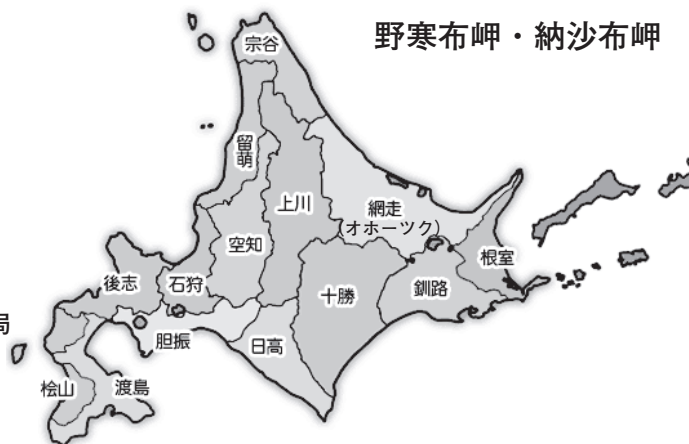 野寒布岬・納沙布岬
宗谷
留萌
上川
網走
(オホーツク)
空知
根室
後志
石狩
十勝
釧路
局
胆振
日高
桧山
渡島